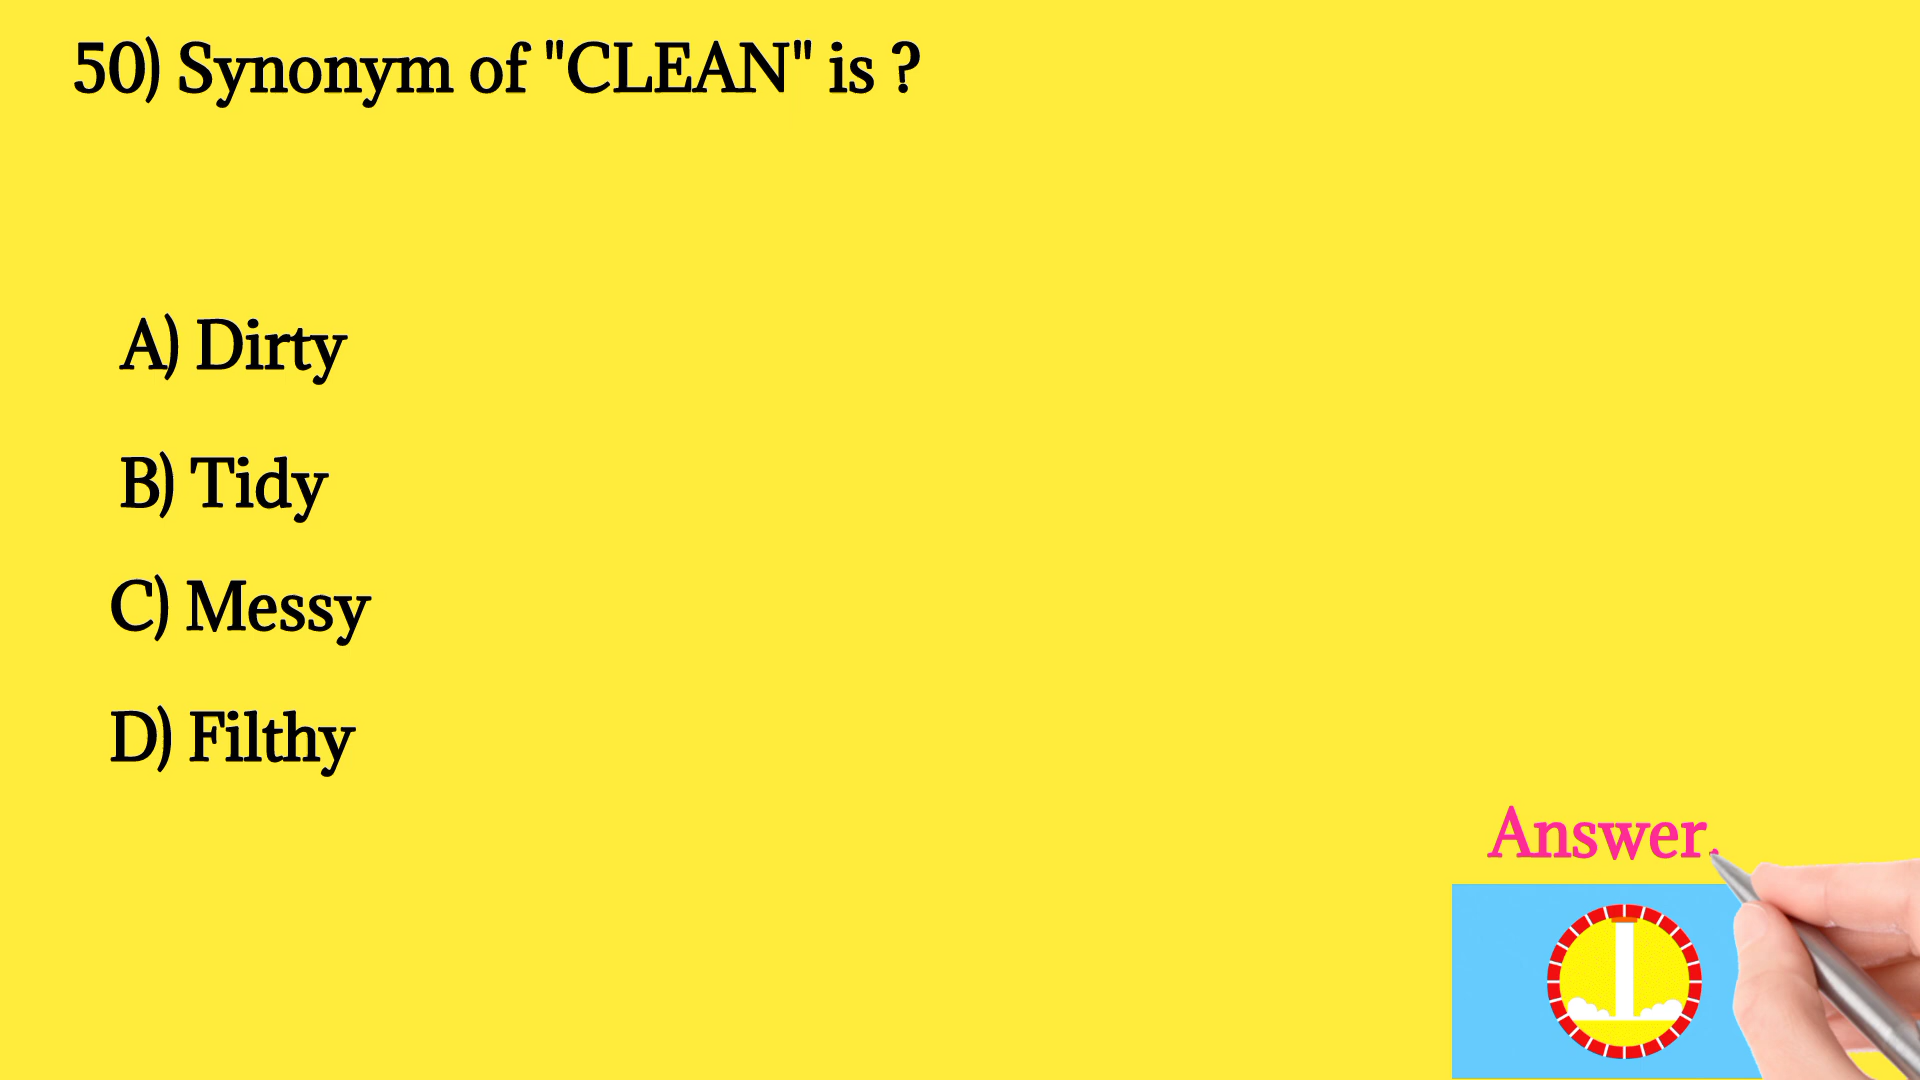 50) Synonym of "CLEAN" is ?
A) Dirty
B) Tidy
C) Messy
D) Filthy
Answer.